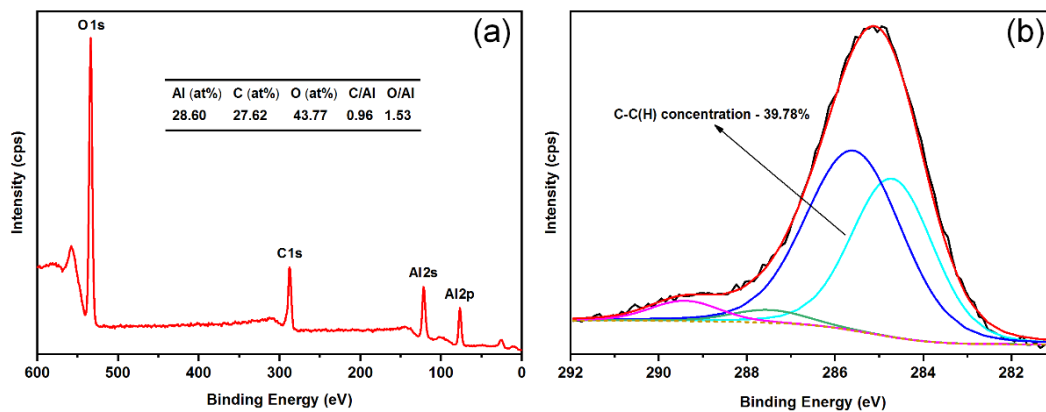 (a)
O1s
Al (at%) C (at%) O (at%) C/Al O/Al
28.60 27.62 43.77 0.96 1.53
C1s
Al2s
Al2p
Intensity (cps)
600 500 400 300 200 100 0
Binding Energy (eV)
(b)
C-C(H) concentration - 39.78%
Intensity (cps)
292 290 288 286 284 282
Binding Energy (eV)